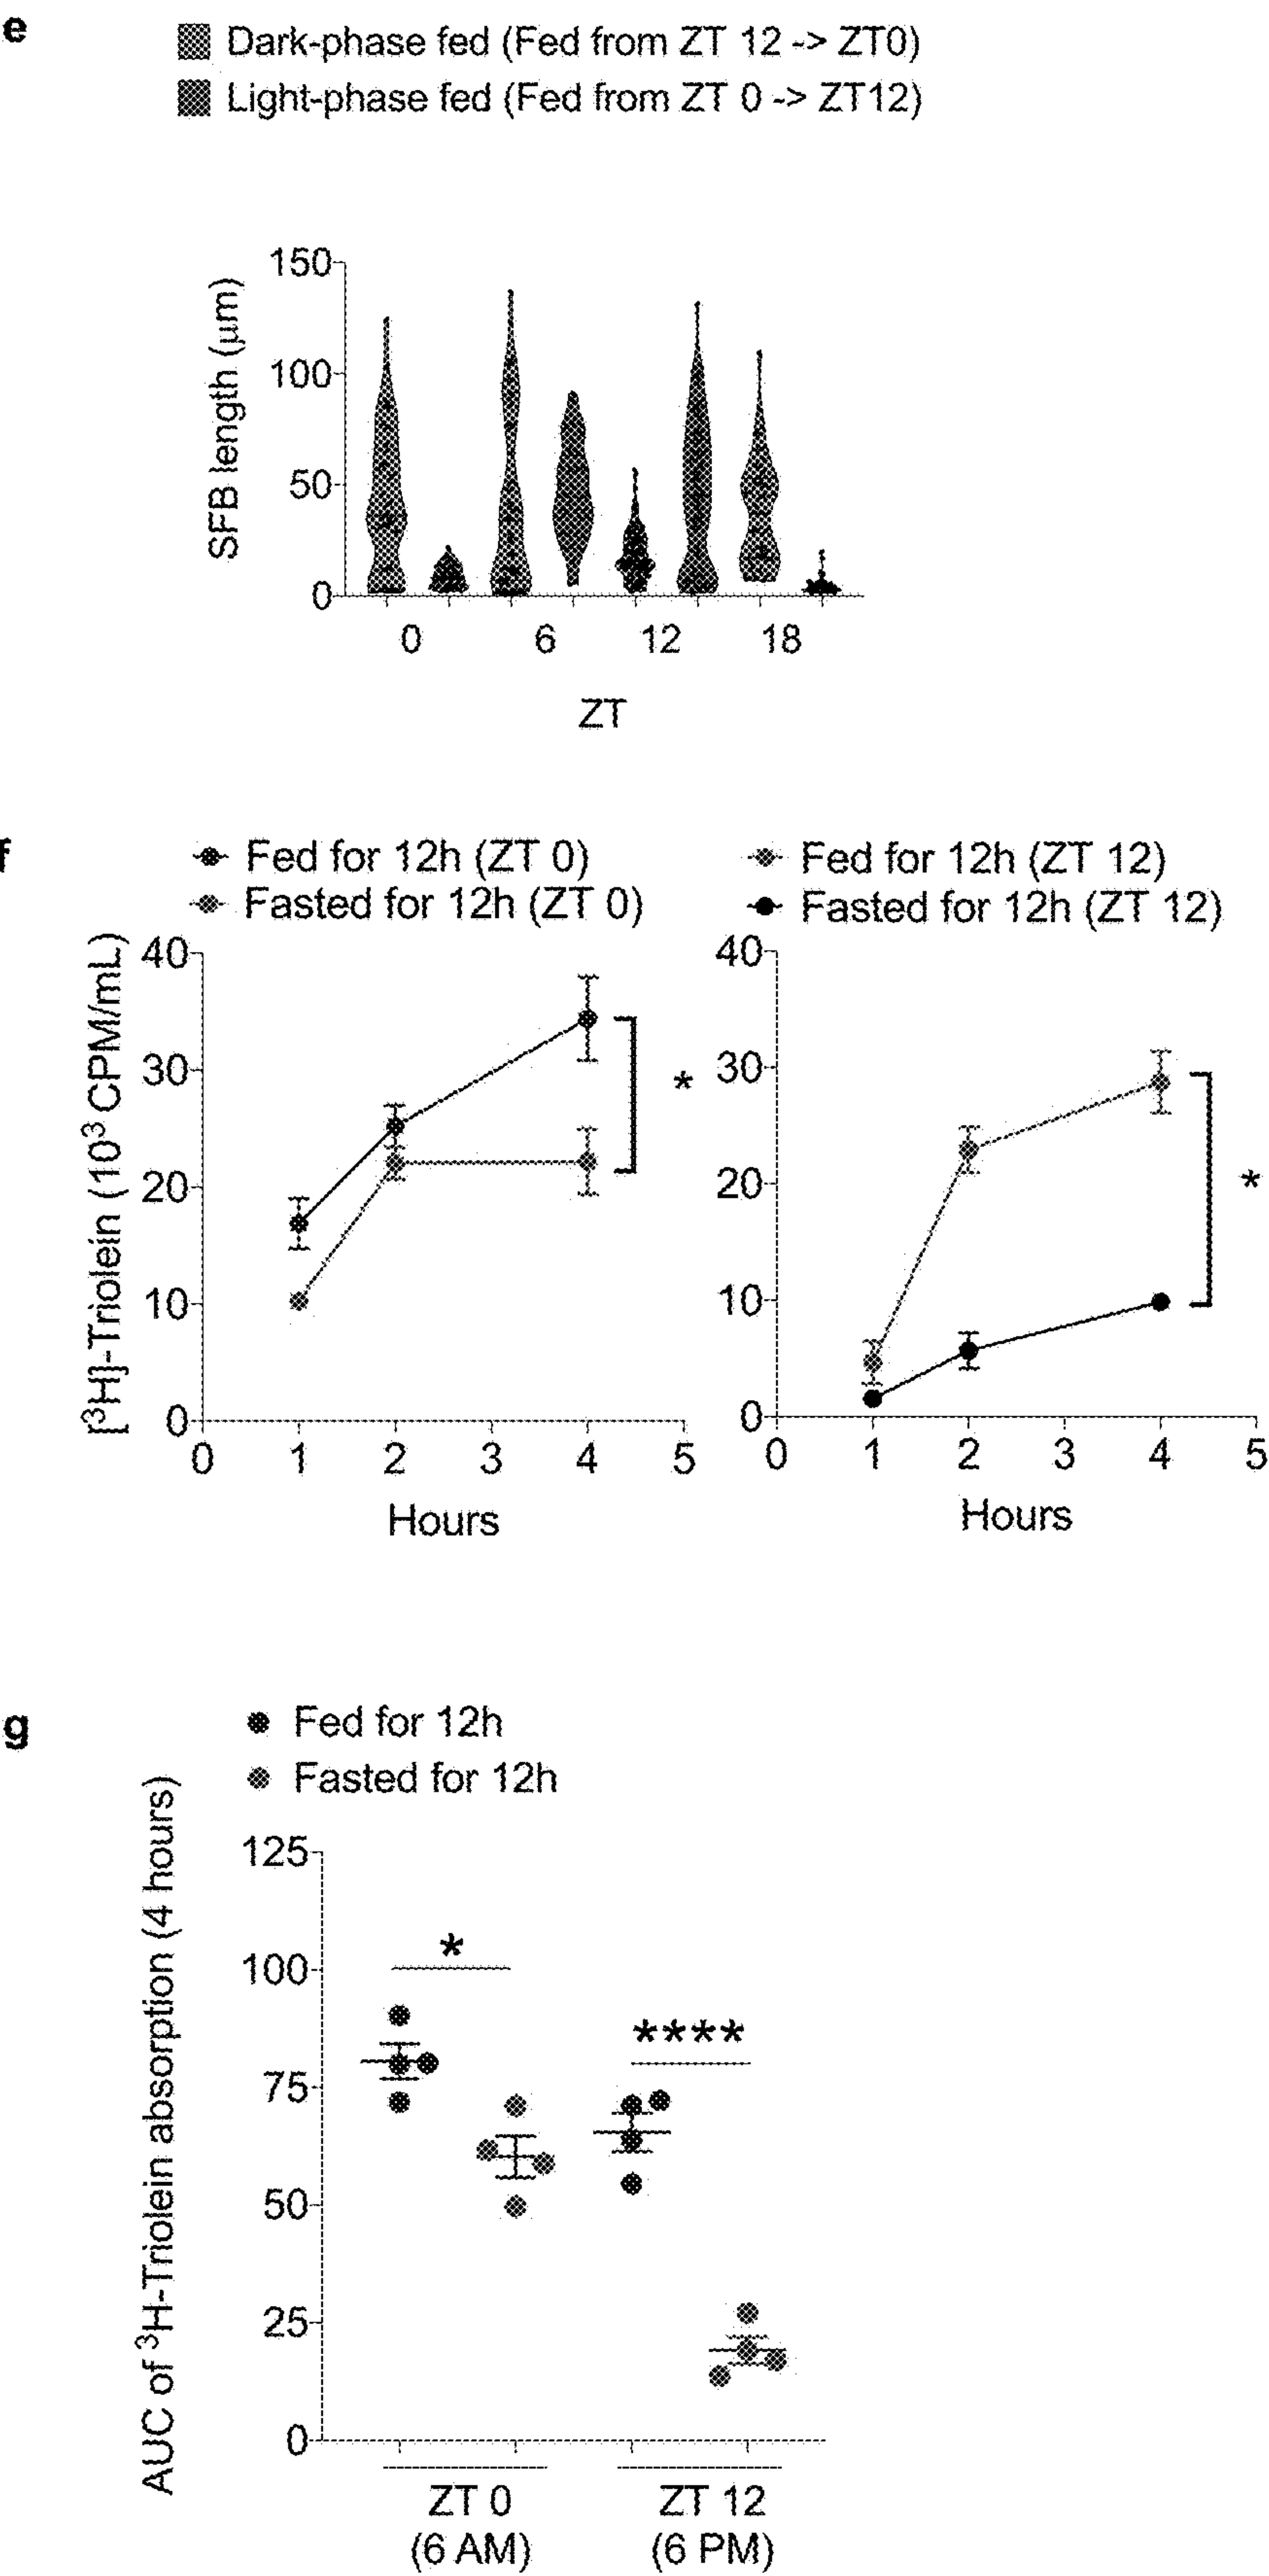 e
Dark-phase fed (Fed from ZT 12 -> ZT0)
Light-phase fed (Fed from ZT 0 -> ZT12)
SFB length (μm)
150
100
50
0
0 6 12 18
ZT
f
Fed for 12h (ZT 0)
Fasted for 12h (ZT 0)
[³H]-Triolein (10³ CPM/mL)
40
30
20
10
0
0 1 2 3 4 5
Hours
*
Fed for 12h (ZT 12)
Fasted for 12h (ZT 12)
40
30
20
10
0
0 1 2 3 4 5
Hours
*
g
Fed for 12h
Fasted for 12h
AUC of ³H-Triolein absorption (4 hours)
125
100
75
50
25
0
*
****
ZT 0 ZT 12
(6 AM) (6 PM)